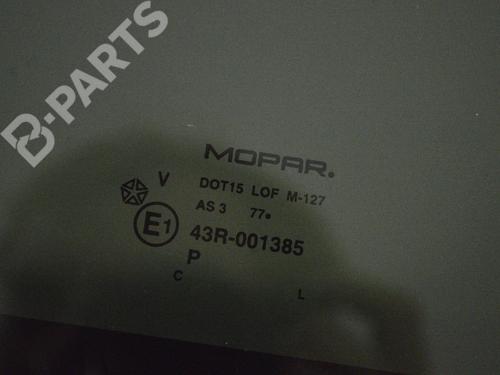 B-PARTS
MOPAR.
V DOT15 LOF M-127
AS 3 77.
E1 43R-001385
P
C
L